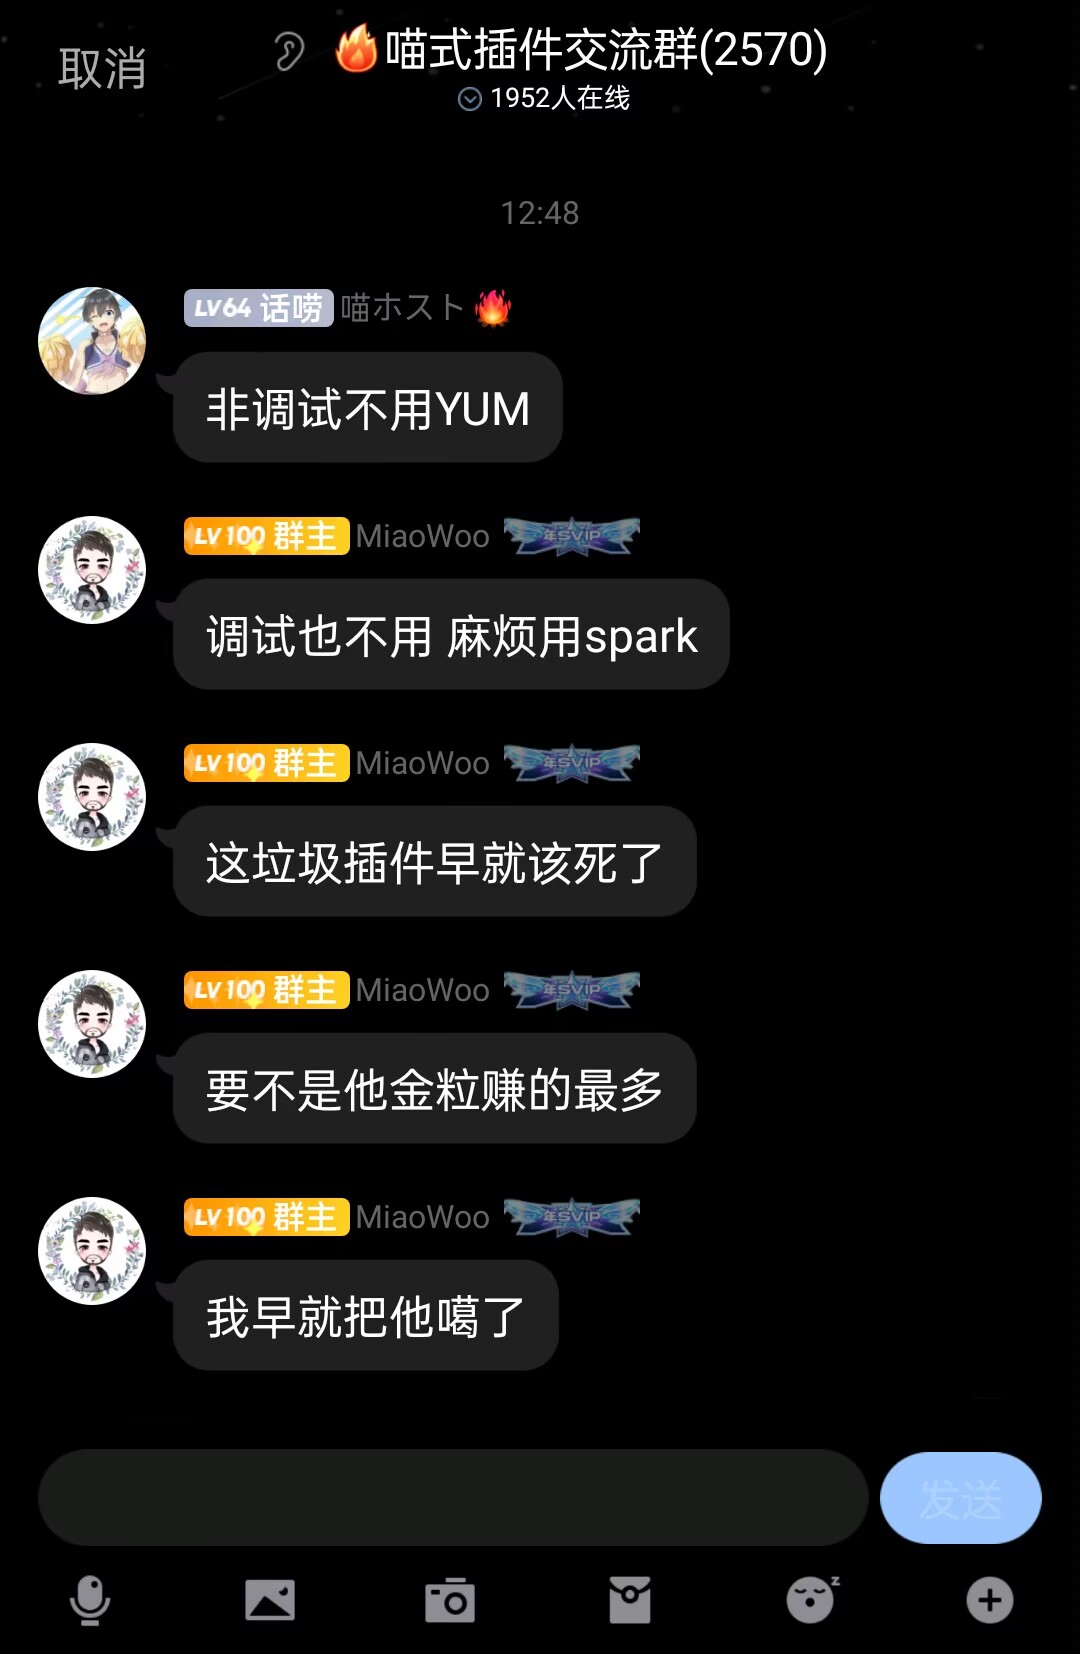 取消
喵式插件交流群(2570)
1952人在线
12:48
LV64 话唠 喵ホスト
非调试不用YUM
LV100 群主 MiaoWoo 年SVIP
调试也不用 麻烦用spark
LV100 群主 MiaoWoo 年SVIP
这垃圾插件早就该死了
LV100 群主 MiaoWoo 年SVIP
要不是他金粒赚的最多
LV100 群主 MiaoWoo 年SVIP
我早就把他噶了
发送